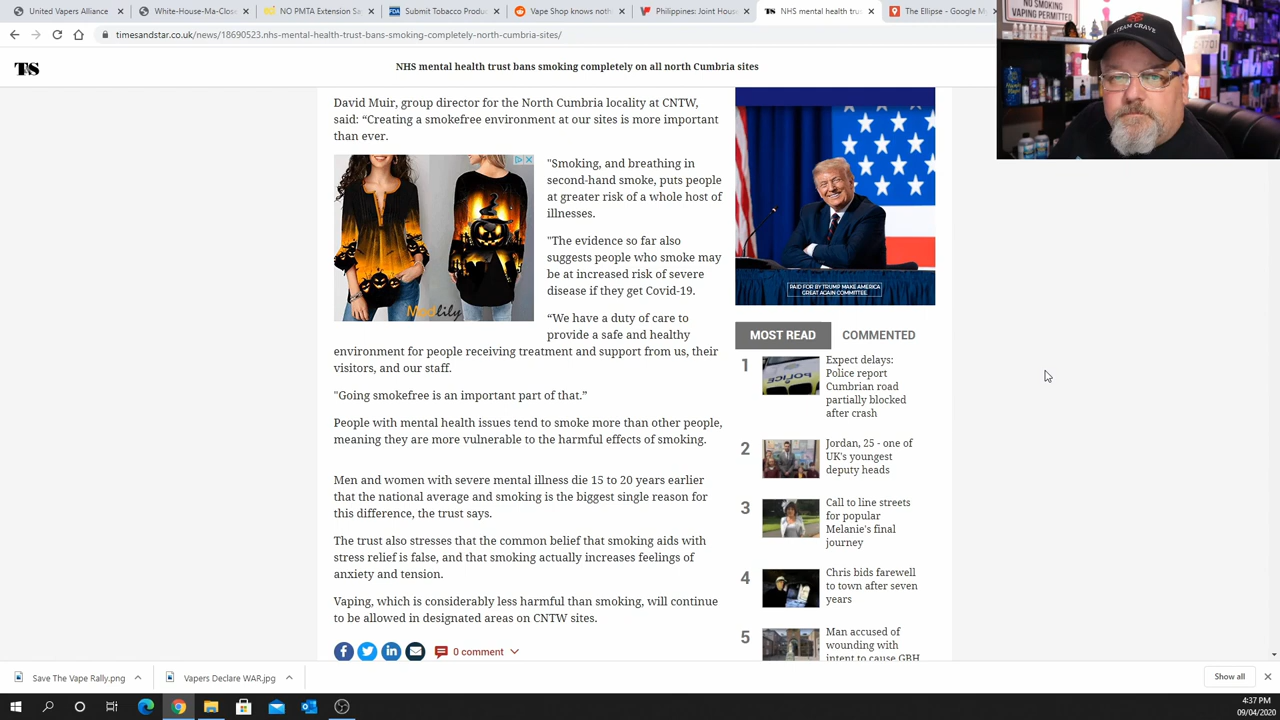 United Vapers Alliance
White-House-Ma-Clos
NO PMTA Extension Se
FDA
Submit Tobacco Produc
Vape Shop knows noth
Philippines: Joint House
TS
NHS mental health trus
The Ellipse - Google M
timesandstar.co.uk/news/18690523.nhs-mental-health-trust-bans-smoking-completely-north-cumbria-sites/
TS
NHS mental health trust bans smoking completely on all north Cumbria sites
NO SMOKING
VAPING PERMITTED
STEAM CRAVE
David Muir, group director for the North Cumbria locality at CNTW,
said: “Creating a smokefree environment at our sites is more important
than ever.
"Smoking, and breathing in
second-hand smoke, puts people
at greater risk of a whole host of
illnesses.
"The evidence so far also
suggests people who smoke may
be at increased risk of severe
disease if they get Covid-19.
“We have a duty of care to
provide a safe and healthy
environment for people receiving treatment and support from us, their
visitors, and our staff.
"Going smokefree is an important part of that.”
People with mental health issues tend to smoke more than other people,
meaning they are more vulnerable to the harmful effects of smoking.
Men and women with severe mental illness die 15 to 20 years earlier
that the national average and smoking is the biggest single reason for
this difference, the trust says.
The trust also stresses that the common belief that smoking aids with
stress relief is false, and that smoking actually increases feelings of
anxiety and tension.
Vaping, which is considerably less harmful than smoking, will continue
to be allowed in designated areas on CNTW sites.
0 comment
PAID FOR BY TRUMP MAKE AMERICA
GREAT AGAIN COMMITTEE
MOST READ
COMMENTED
1
POLICE
Expect delays:
Police report
Cumbrian road
partially blocked
after crash
2
Jordan, 25 - one of
UK's youngest
deputy heads
3
Call to line streets
for popular
Melanie's final
journey
4
Chris bids farewell
to town after seven
years
5
Man accused of
wounding with
intent to cause GBH
Save The Vape Rally.png
Vapers Declare WAR.jpg
Show all
4:37 PM
09/04/2020